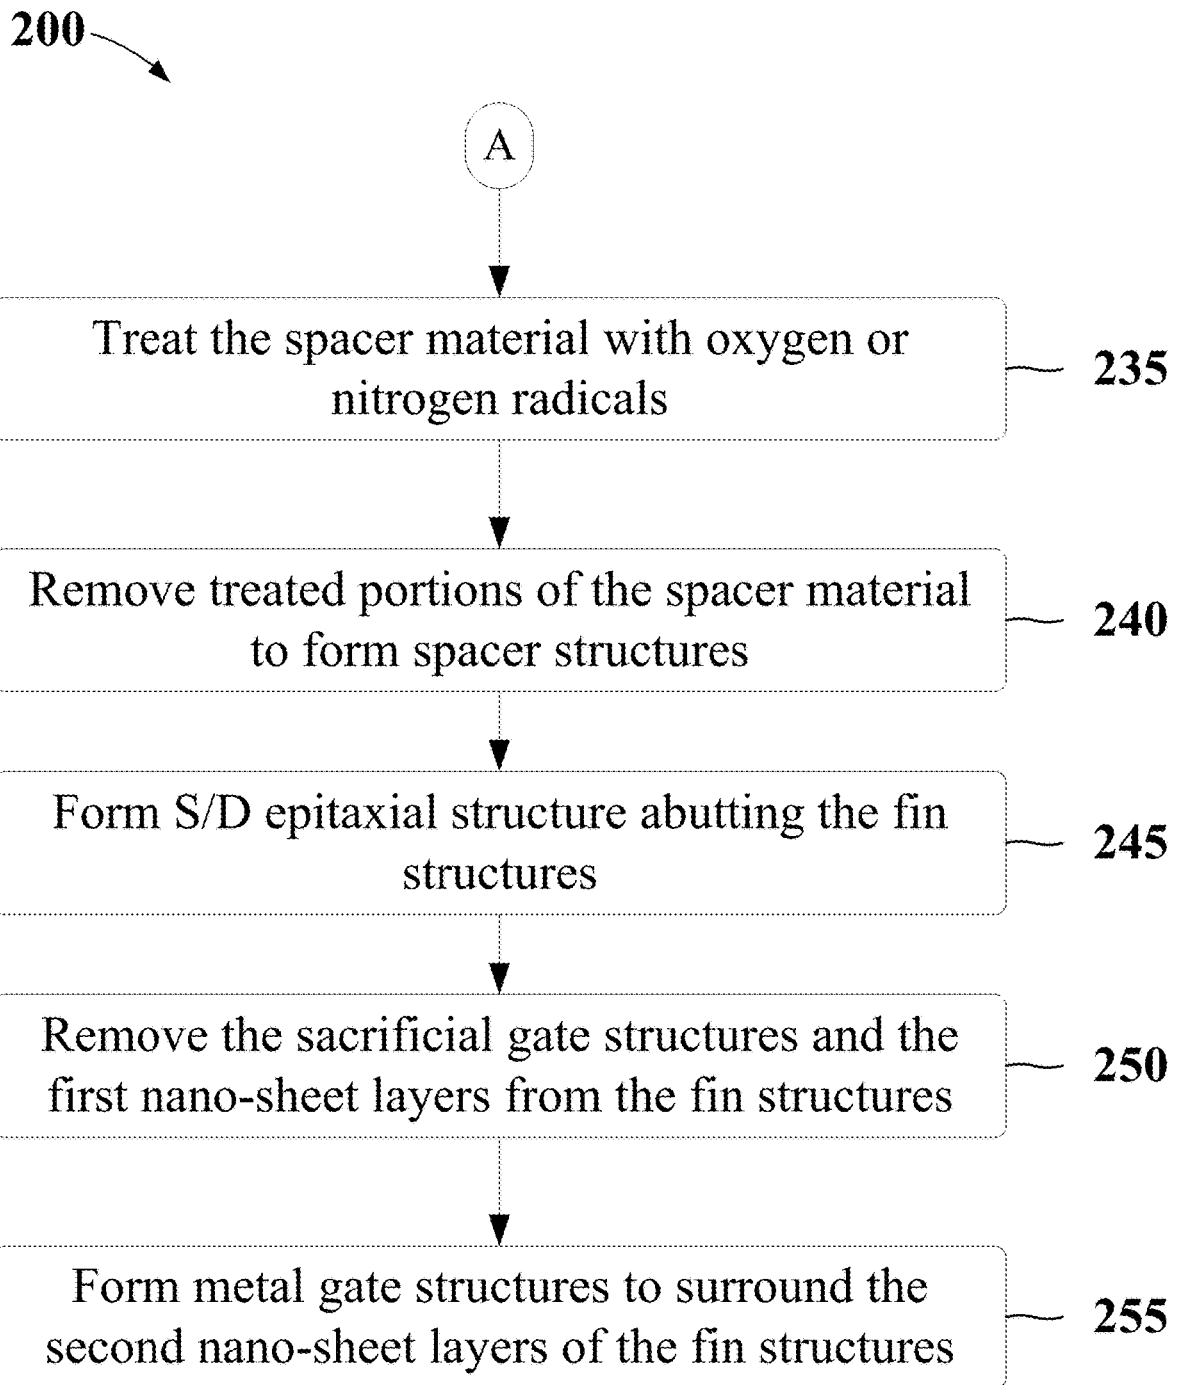 200
A
Treat the spacer material with oxygen or
nitrogen radicals
235
Remove treated portions of the spacer material
to form spacer structures
240
Form S/D epitaxial structure abutting the fin
structures
245
Remove the sacrificial gate structures and the
first nano-sheet layers from the fin structures
250
Form metal gate structures to surround the
second nano-sheet layers of the fin structures
255